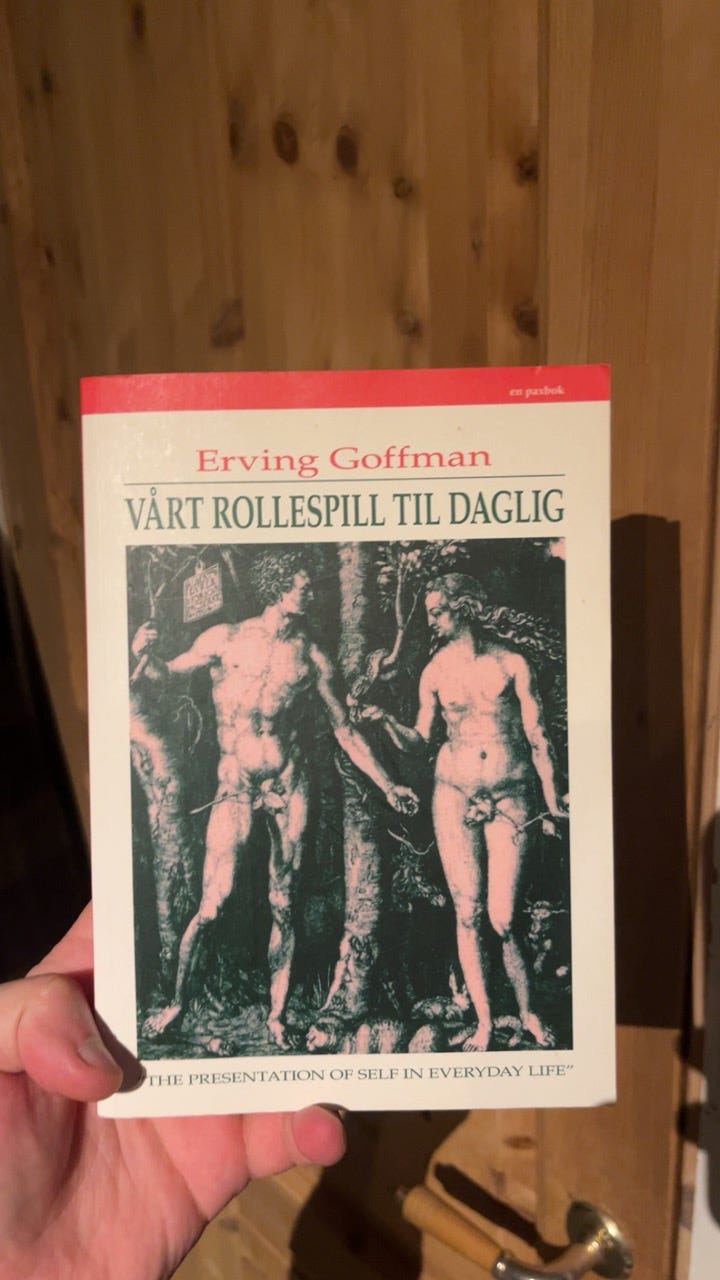 en paxbok
Erving Goffman
VÅRT ROLLESPILL TIL DAGLIG
"THE PRESENTATION OF SELF IN EVERYDAY LIFE"